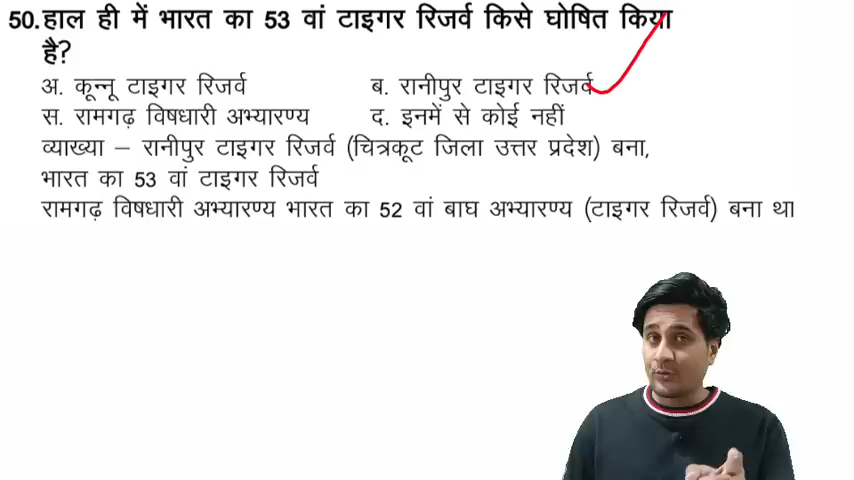 50.हाल ही में भारत का 53 वां टाइगर रिजर्व किसे घोषित किया
है?
अ. कून्नू टाइगर रिजर्व ब. रानीपुर टाइगर रिजर्व
स. रामगढ़ विषधारी अभ्यारण्य द. इनमें से कोई नहीं
व्याख्या – रानीपुर टाइगर रिजर्व (चित्रकूट जिला उत्तर प्रदेश) बना,
भारत का 53 वां टाइगर रिजर्व
रामगढ़ विषधारी अभ्यारण्य भारत का 52 वां बाघ अभ्यारण्य (टाइगर रिजर्व) बना था